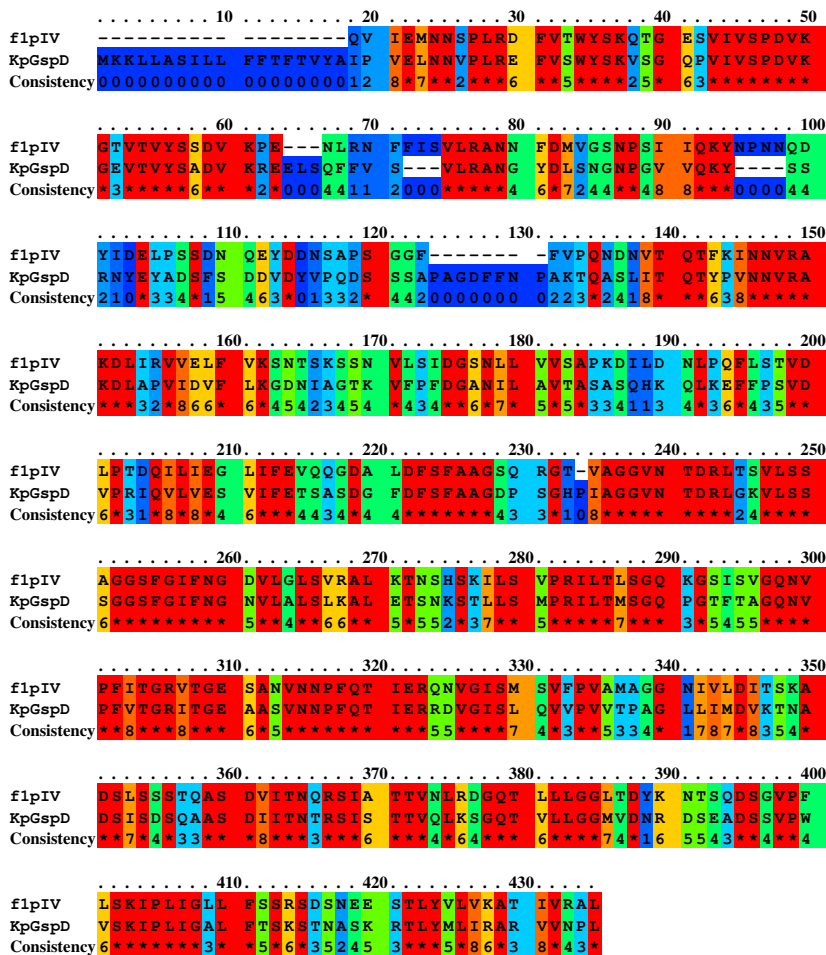 . . . . . . . . . 10 . . . . . . . . . 20 . . . . . . . . . 30 . . . . . . . . . 40 . . . . . . . . . 50
f1pIV ---------- --------QV IEMNNSPLRD FVTWYSKQTG ESVIVSPDVK
KpGspD MKKLLASILL FFTFTVYAIP VELNNVPLRE FVSWYSKVSG QPVIVSPDVK
Consistency 0000000000 0000000012 8*7**2***6 **5****25* 63********
. . . . . . . . . 60 . . . . . . . . . 70 . . . . . . . . . 80 . . . . . . . . . 90 . . . . . . . . . 100
f1pIV GTVTVYSSDV KPE---NLRN FFISVLRANN FDMVGSNPSI IQKYNPNNQD
KpGspD GEVTVYSADV KREELSQFFV S---VLRANG YDLSNGNPGV VQKY----SS
Consistency *3*****6** *2*0004411 2000*****4 6*7244**48 8***000044
. . . . . . . . . 110 . . . . . . . . . 120 . . . . . . . . . 130 . . . . . . . . . 140 . . . . . . . . . 150
f1pIV YIDELPSSDN QEYDDNSAPS GGF------- -FVPQNDNVT QTFKINNVRA
KpGspD RNYEYADSFS DDVDYVPQDS SSAPAGDFFN PAKTQASLIT QTYPVNNVRA
Consistency 210*334*15 463*01332* 4420000000 0223*2418* **638*****
. . . . . . . . . 160 . . . . . . . . . 170 . . . . . . . . . 180 . . . . . . . . . 190 . . . . . . . . . 200
f1pIV KDLIRVVELF VKSNTSKSSN VLSIDGSNLL VVSAPKDILD NLPQFLSTVD
KpGspD KDLAPVIDVF LKGDNIAGTK VFPFDGANIL AVTASASQHK QLKEFFPSVD
Consistency ***32*866* 6*45423454 *434**6*7* 5*5*334113 4*36*435**
. . . . . . . . . 210 . . . . . . . . . 220 . . . . . . . . . 230 . . . . . . . . . 240 . . . . . . . . . 250
f1pIV LPTDQILIEG LIFEVQQGDA LDFSFAAGSQ RGT-VAGGVN TDRLTSVLSS
KpGspD VPRIQVLVES VIFETSASDG FDFSFAAGDP SGHPIAGGVN TDRLGKVLSS
Consistency 6*31*8*8*4 6***4434*4 4*******43 3*108***** ****24****
. . . . . . . . . 260 . . . . . . . . . 270 . . . . . . . . . 280 . . . . . . . . . 290 . . . . . . . . . 300
f1pIV AGGSFGIFNG DVLGLSVRAL KTNSHSKILS VPRILTLSGQ KGSISVGQNV
KpGspD SGGSFGIFNG NVLALSLKAL ETSNKSTLLS MPRILTMSGQ PGTFTAGQNV
Consistency 6********* 5**4**66** 5*552*37** 5*****7*** 3*5455****
. . . . . . . . . 310 . . . . . . . . . 320 . . . . . . . . . 330 . . . . . . . . . 340 . . . . . . . . . 350
f1pIV PFITGRVTGE SANVNNPFQT IERQNVGISM SVFPVAMAGG NIVLDITSKA
KpGspD PFVTGRITGE AASVNNPFQT IERRDVGISL QVVPVVTPAG LLIMDVKTNA
Consistency **8***8*** 6*5******* ***55****7 4*3**5334* 1787*8354*
. . . . . . . . . 360 . . . . . . . . . 370 . . . . . . . . . 380 . . . . . . . . . 390 . . . . . . . . . 400
f1pIV DSLSSSTQAS DVITNQRSIA TTVNLRDGQT LLLGGLTDYK NTSQDSGVPF
KpGspD DSISDSQAAS DIITNTRSIS TTVQLKSGQT VLLGGMVDNR DSEADSSVPW
Consistency **7*4*33** *8***3***6 ***4*64*** 6****74*16 5543**4**4
. . . . . . . . . 410 . . . . . . . . . 420 . . . . . . . . . 430 . . . . .
f1pIV LSKIPLIGLL FSSRSDSNEE STLYVLVKAT IVRAL
KpGspD VSKIPLIGAL FTSKSTNASK RTLYMLIRAR VVNPL
Consistency 6*******3* *5*6*35245 3***5*86*3 8*43*